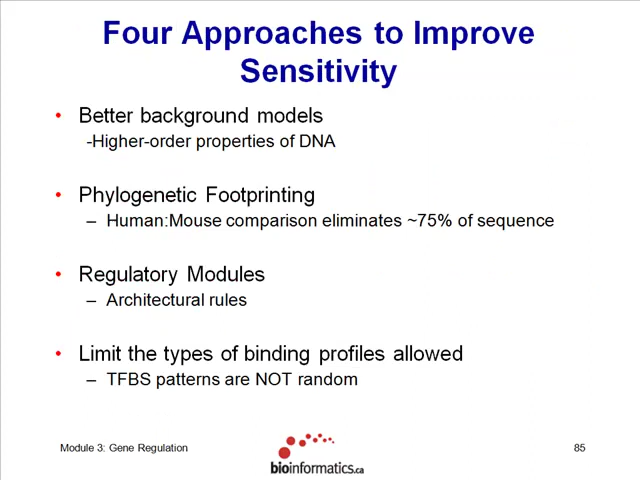 Four Approaches to Improve
Sensitivity
• Better background models
-Higher-order properties of DNA
• Phylogenetic Footprinting
– Human:Mouse comparison eliminates ~75% of sequence
• Regulatory Modules
– Architectural rules
• Limit the types of binding profiles allowed
– TFBS patterns are NOT random
Module 3: Gene Regulation
bioinformatics.ca
85